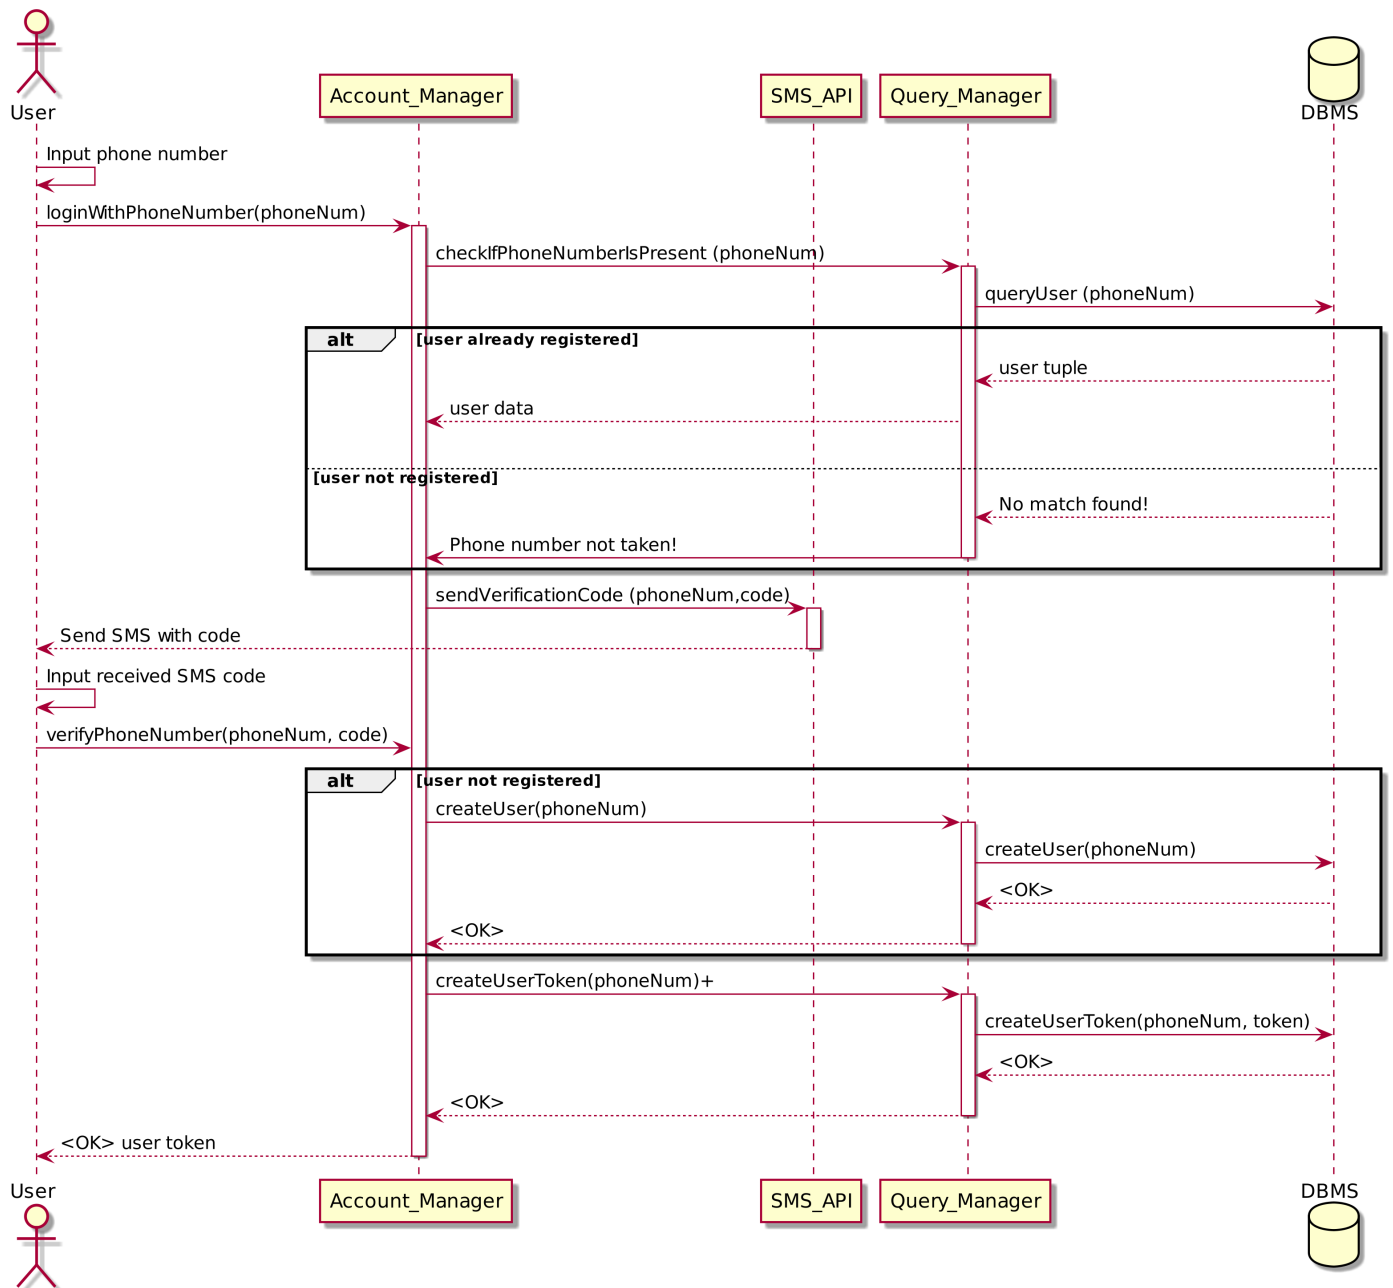 User
Account_Manager
SMS_API
Query_Manager
DBMS
Input phone number
loginWithPhoneNumber(phoneNum)
checkIfPhoneNumberIsPresent (phoneNum)
queryUser (phoneNum)
alt
[user already registered]
user tuple
user data
[user not registered]
No match found!
Phone number not taken!
sendVerificationCode (phoneNum,code)
Send SMS with code
Input received SMS code
verifyPhoneNumber(phoneNum, code)
alt
[user not registered]
createUser(phoneNum)
createUser(phoneNum)
<OK>
<OK>
createUserToken(phoneNum)+
createUserToken(phoneNum, token)
<OK>
<OK>
<OK> user token
User
Account_Manager
SMS_API
Query_Manager
DBMS